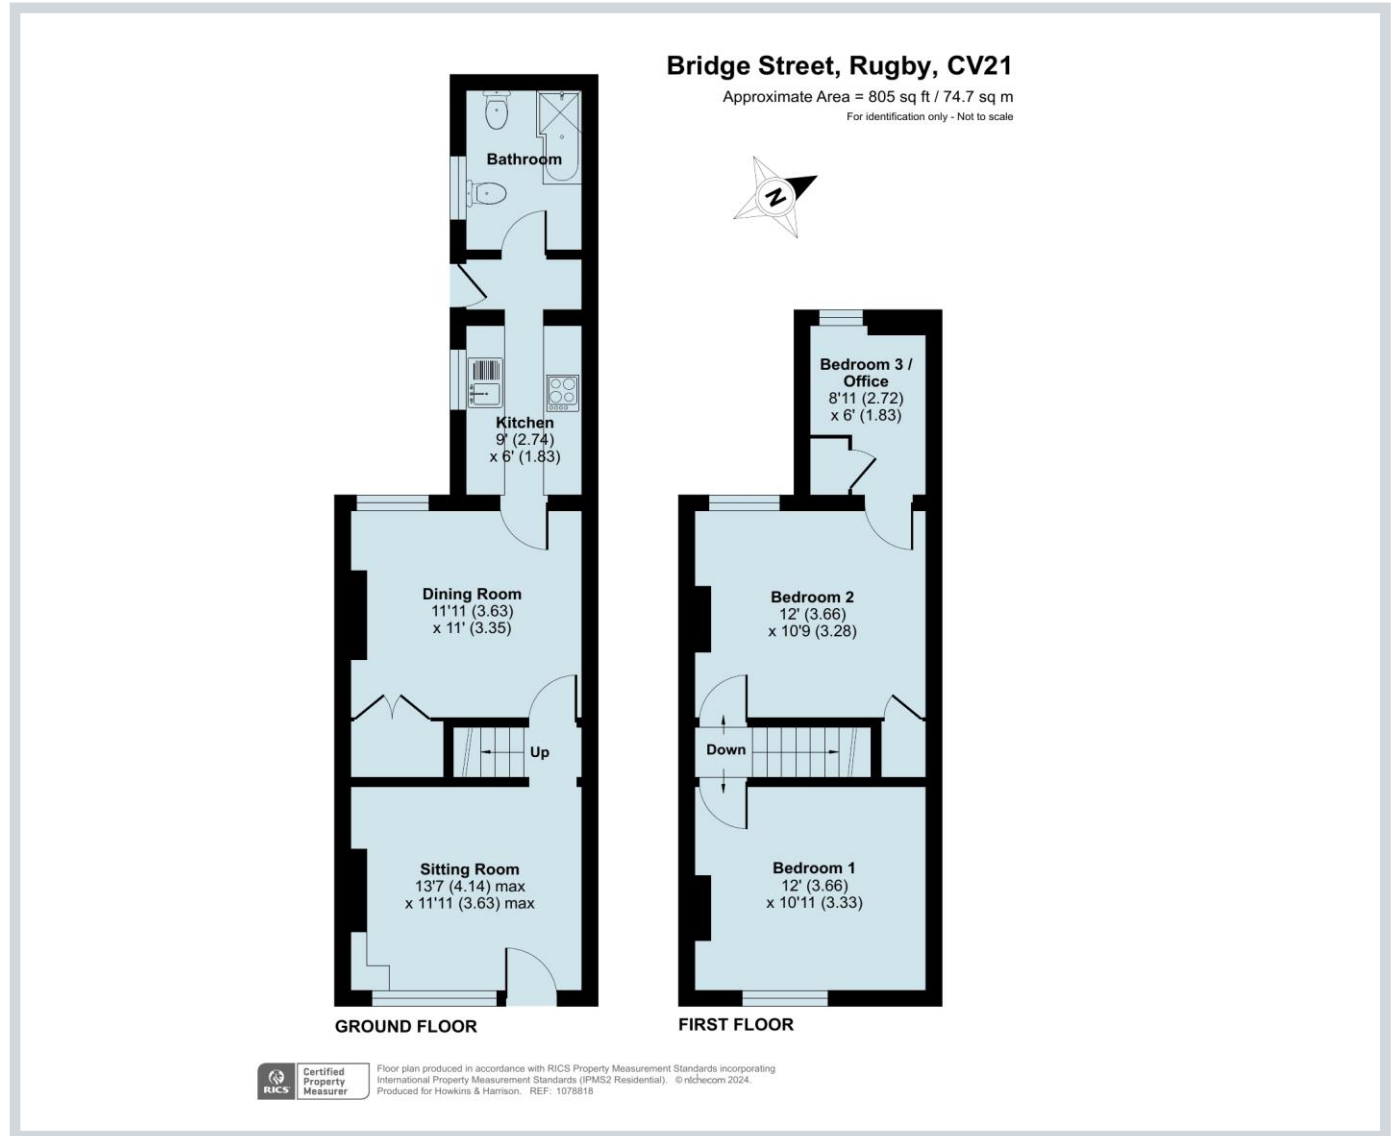 Bridge Street, Rugby, CV21
Approximate Area = 805 sq ft / 74.7 sq m
For identification only - Not to scale
N
Bathroom
Kitchen
9' (2.74)
x 6' (1.83)
Dining Room
11'11 (3.63)
x 11' (3.35)
Up
Sitting Room
13'7 (4.14) max
x 11'11 (3.63) max
GROUND FLOOR
Bedroom 3 /
Office
8'11 (2.72)
x 6' (1.83)
Bedroom 2
12' (3.66)
x 10'9 (3.28)
Down
Bedroom 1
12' (3.66)
x 10'11 (3.33)
FIRST FLOOR
RICS
Certified
Property
Measurer
Floor plan produced in accordance with RICS Property Measurement Standards incorporating
International Property Measurement Standards (IPMS2 Residential). © nichecom 2024.
Produced for Howkins & Harrison. REF: 1078818